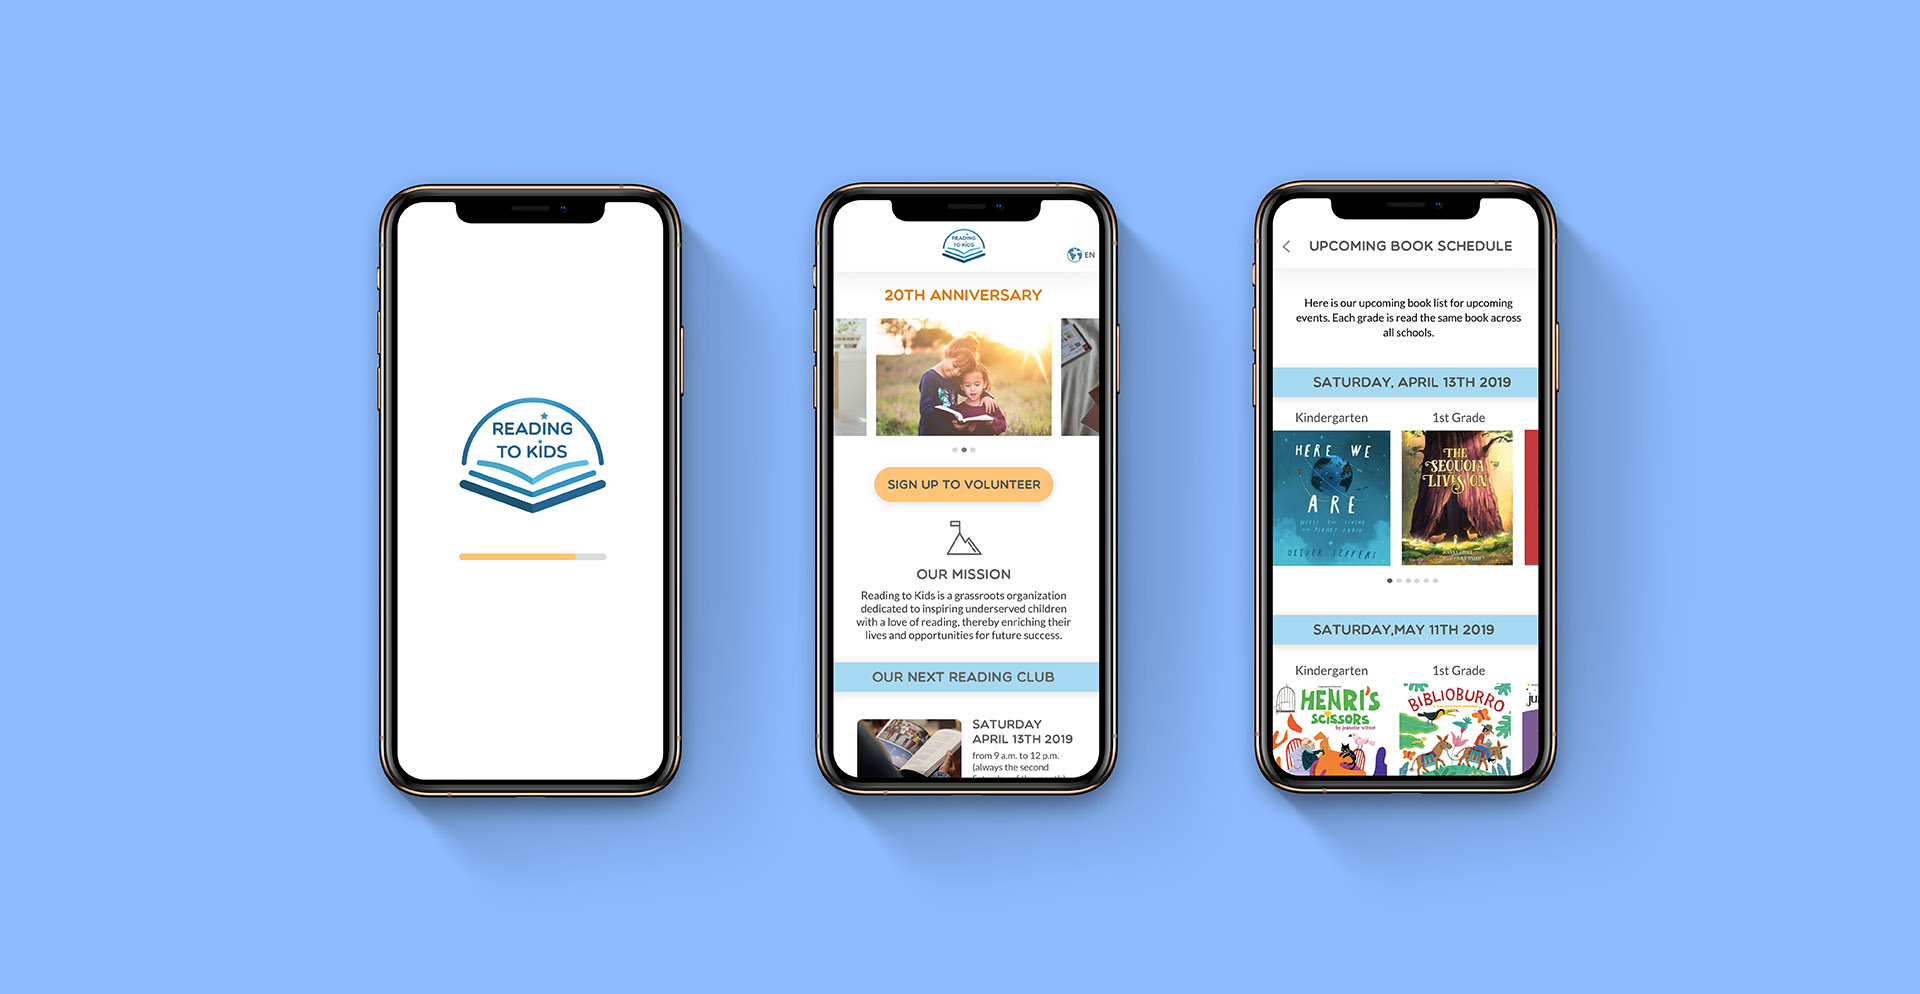 READING
TO KiDS
READING
TO KiDS
EN
20TH ANNIVERSARY
SIGN UP TO VOLUNTEER
OUR MISSION
Reading to Kids is a grassroots organization
dedicated to inspiring underserved children
with a love of reading, thereby enriching their
lives and opportunities for future success.
OUR NEXT READING CLUB
SATURDAY
APRIL 13TH 2019
from 9 a.m. to 12 p.m.
(always the second
UPCOMING BOOK SCHEDULE
Here is our upcoming book list for upcoming
events. Each grade is read the same book across
all schools.
SATURDAY, APRIL 13TH 2019
Kindergarten
1st Grade
HERE WE
ARE
NOTES FOR LIVING
ON PLANET EARTH
OLIVER JEFFERS
THE
SEQUOIA
LIVES ON
SATURDAY,MAY 11TH 2019
Kindergarten
1st Grade
HENRi's
SCISSORS
by jeanette winter
BIBLIOBURRO